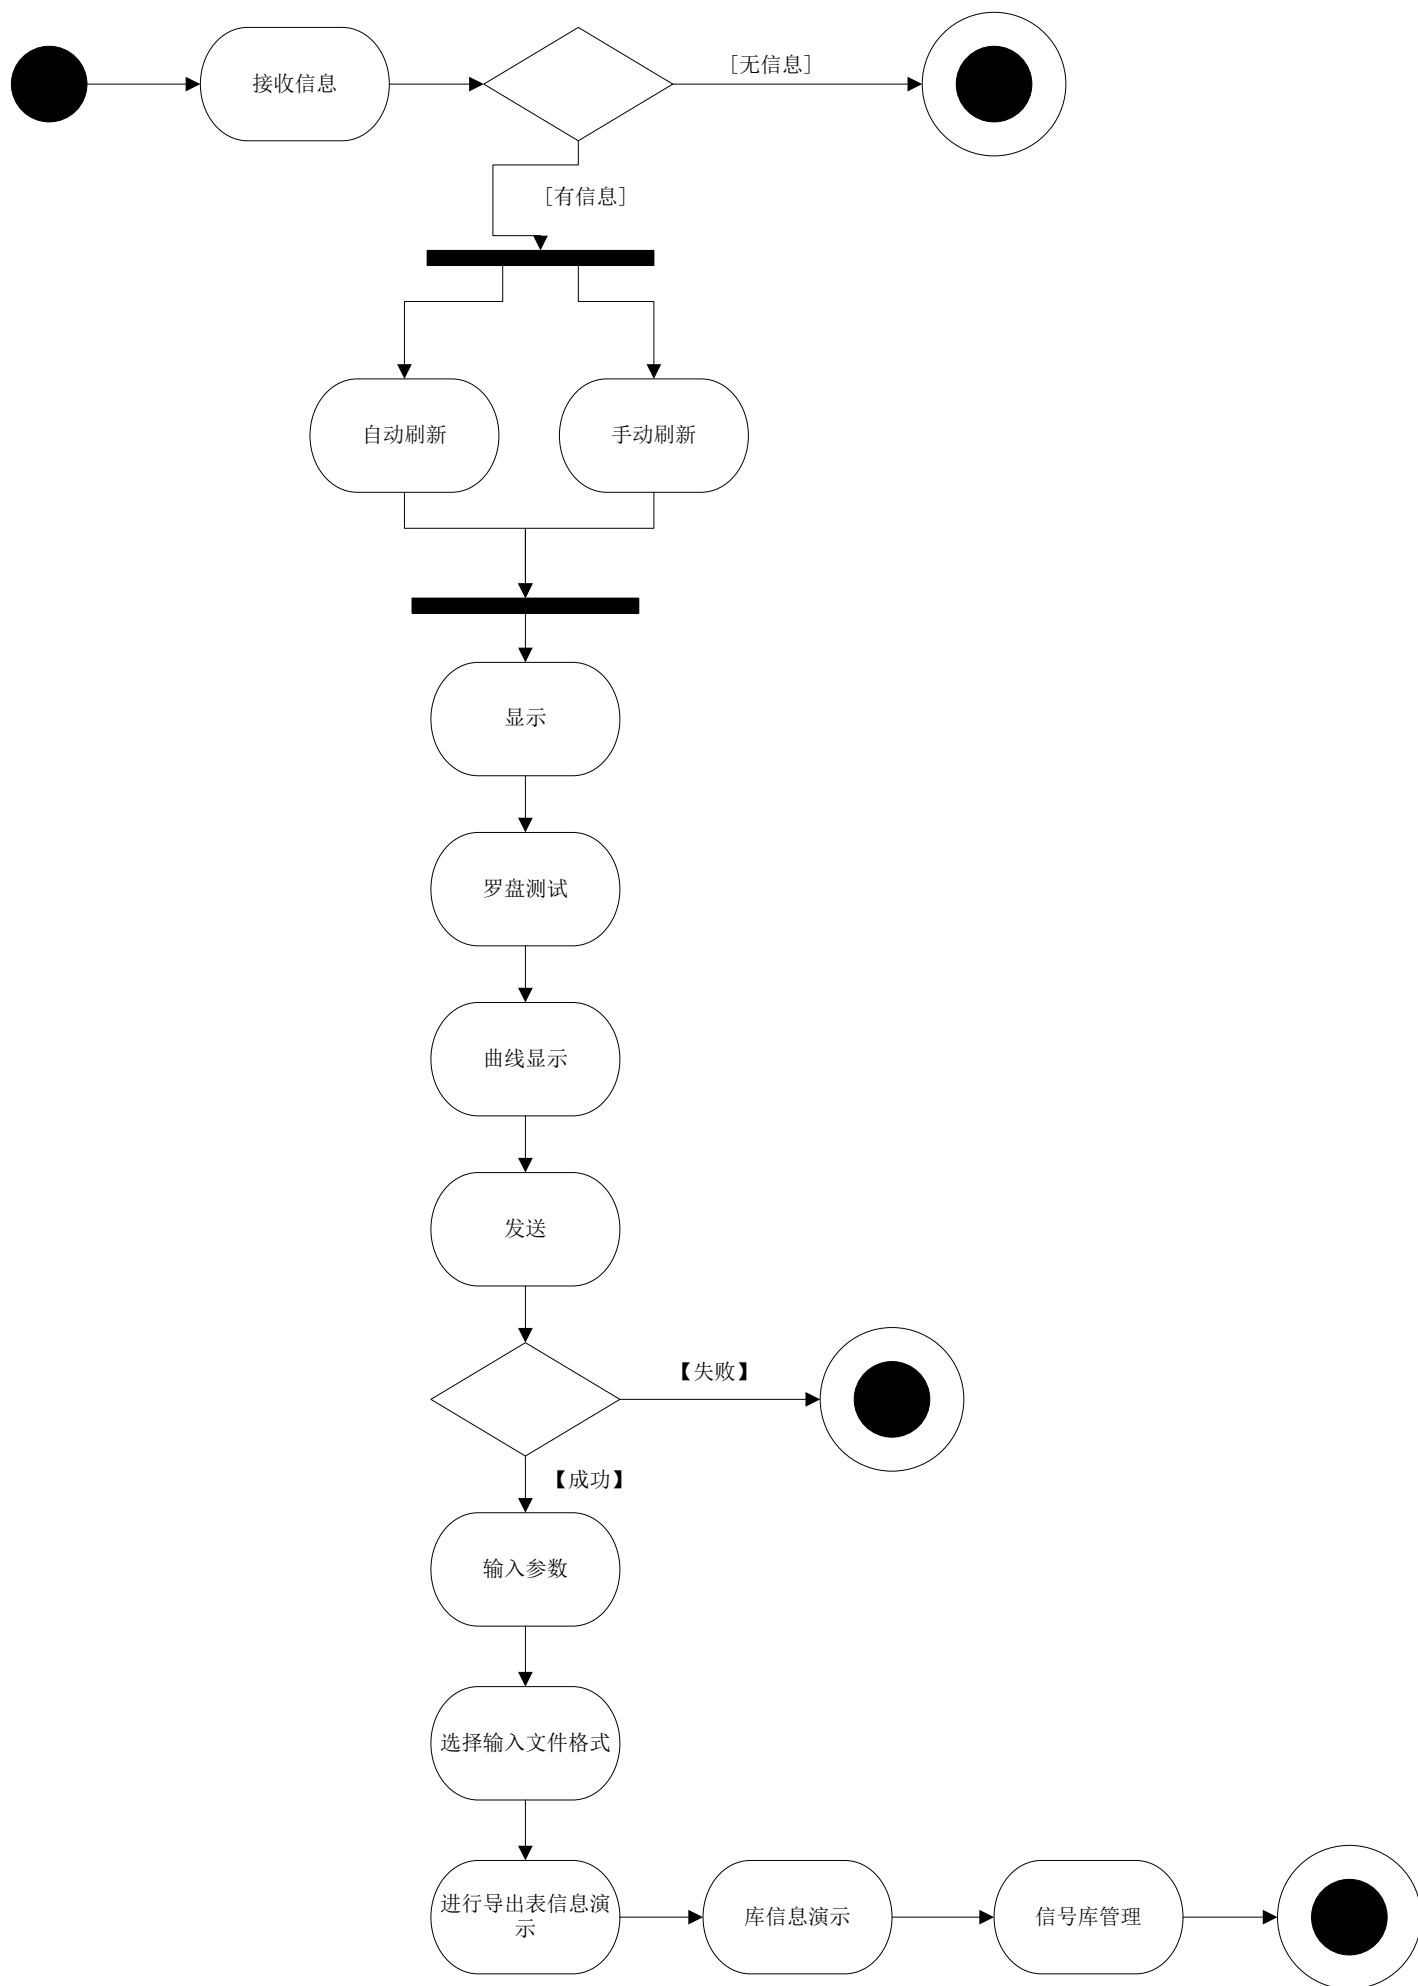 接收信息
[无信息]
[有信息]
自动刷新
手动刷新
显示
罗盘测试
曲线显示
发送
【失败】
【成功】
输入参数
选择输入文件格式
进行导出表信息演
示
库信息演示
信号库管理